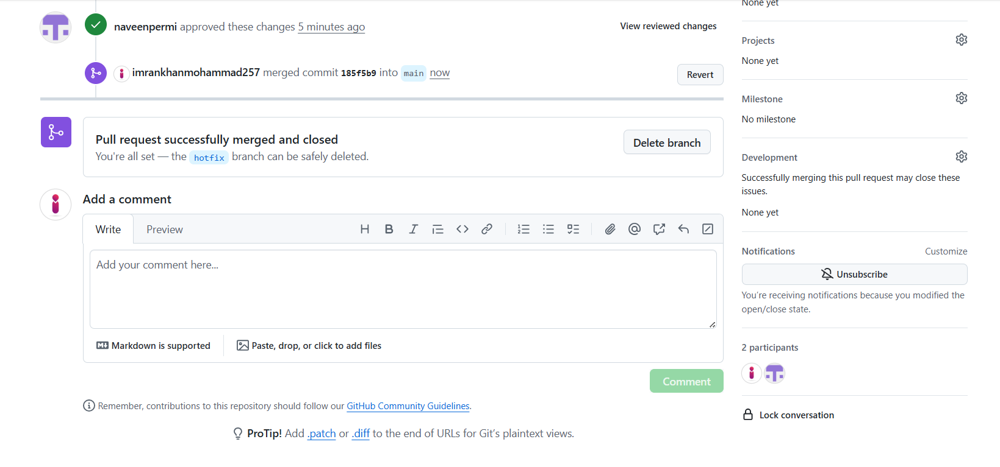 naveenpermi approved these changes 5 minutes ago
View reviewed changes
imrankhanmohammad257 merged commit 185f5b9 into main now
Revert
Pull request successfully merged and closed
You're all set — the hotfix branch can be safely deleted.
Delete branch
Add a comment
Write
Preview
Add your comment here...
Markdown is supported
Paste, drop, or click to add files
Comment
Remember, contributions to this repository should follow our GitHub Community Guidelines.
ProTip! Add .patch or .diff to the end of URLs for Git's plaintext views.
None yet
Projects
None yet
Milestone
No milestone
Development
Successfully merging this pull request may close these
issues.
None yet
Notifications
Customize
Unsubscribe
You're receiving notifications because you modified the
open/close state.
2 participants
Lock conversation